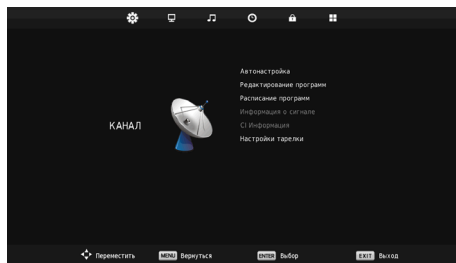 Автонастройка
Редактирование программ
Расписание программ
Информация о сигнале
CI Информация
Настройки тарелки
КАНАЛ
Переместить MENU Вернуться ENTER Выбор EXIT Выход